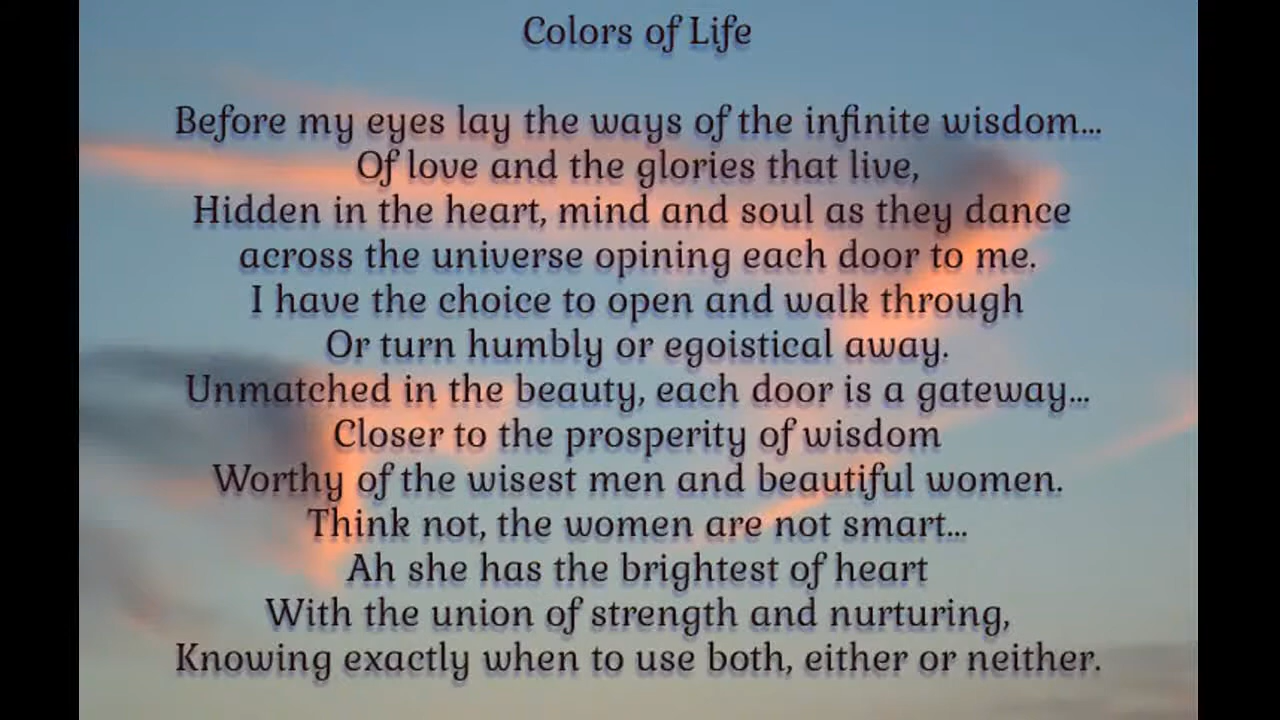 Colors of Life
Before my eyes lay the ways of the infinite wisdom...
Of love and the glories that live,
Hidden in the heart, mind and soul as they dance
across the universe opining each door to me.
I have the choice to open and walk through
Or turn humbly or egoistical away.
Unmatched in the beauty, each door is a gateway...
Closer to the prosperity of wisdom
Worthy of the wisest men and beautiful women.
Think not, the women are not smart...
Ah she has the brightest of heart
With the union of strength and nurturing,
Knowing exactly when to use both, either or neither.